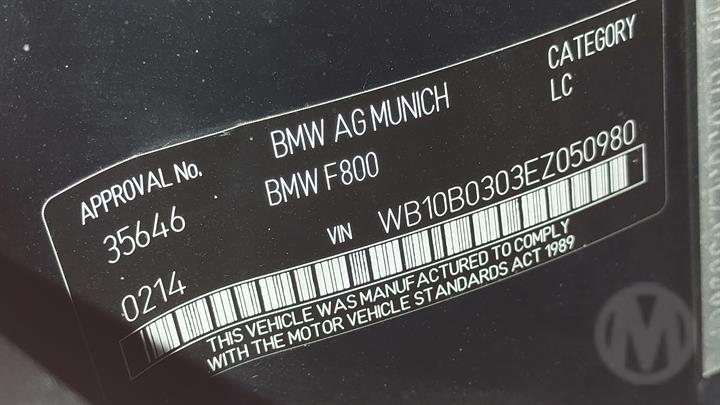 BMW AG MUNICH
CATEGORY
LC
APPROVAL No.
BMW F800
35646
VIN WB10B0303EZ050980
0214
THIS VEHICLE WAS MANUFACTURED TO COMPLY
WITH THE MOTOR VEHICLE STANDARDS ACT 1989
M